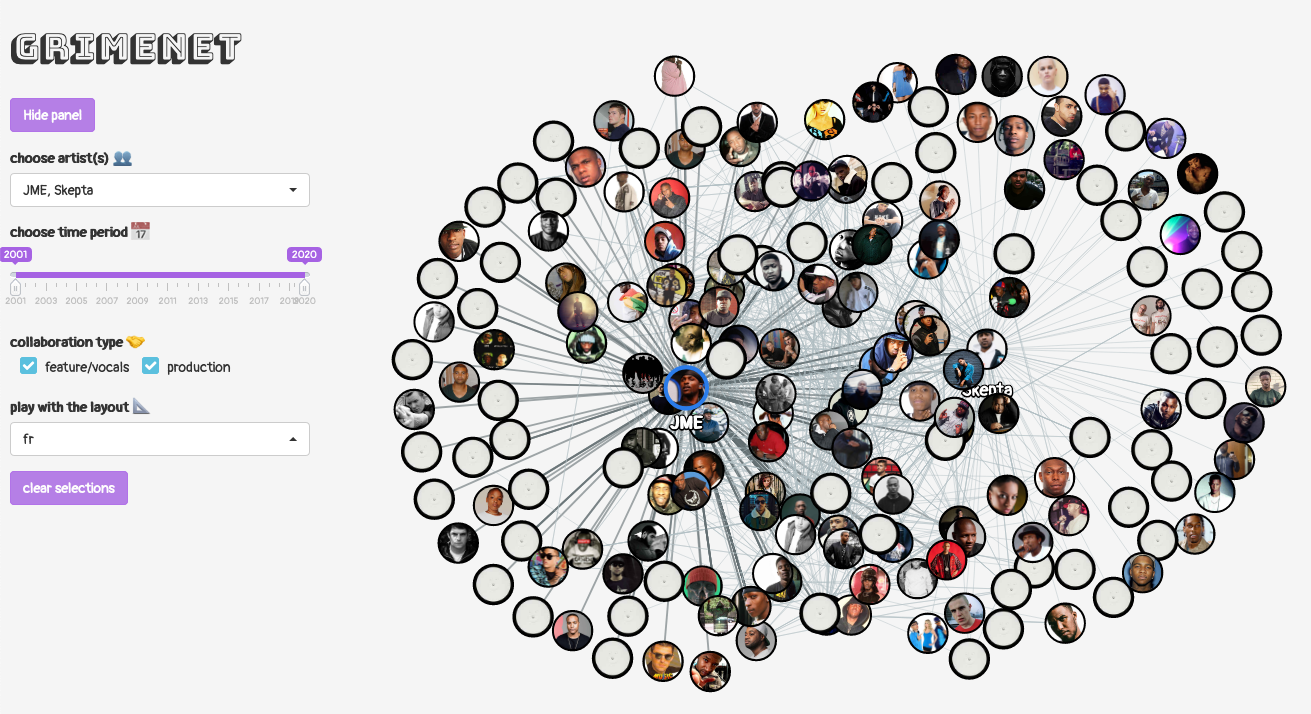 GRIMENET
Hide panel
choose artist(s)
JME, Skepta
choose time period
2001 2020
2001 2003 2005 2007 2009 2011 2013 2015 2017 2019 2020
collaboration type
feature/vocals production
play with the layout
fr
clear selections
Skepta
JME